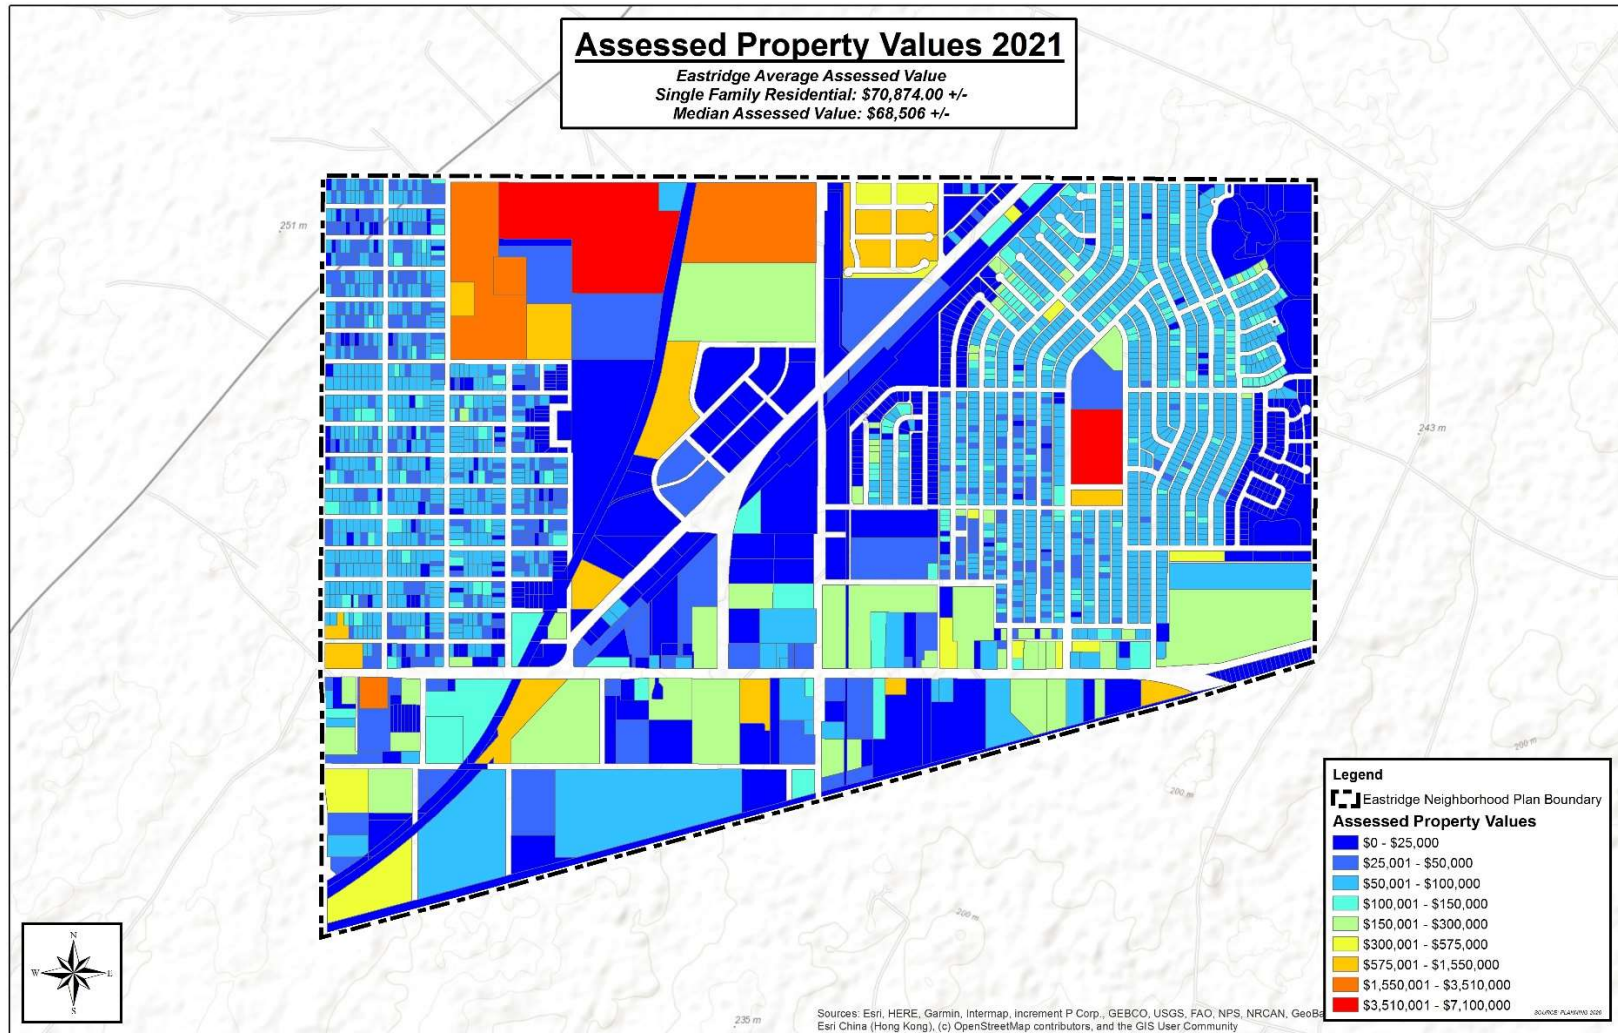 Assessed Property Values 2021
Eastridge Average Assessed Value
Single Family Residential: $70,874.00 +/-
Median Assessed Value: $68,506 +/-
251 m
243 m
200 m
200 m
200 m
235 m
Legend
Eastridge Neighborhood Plan Boundary
Assessed Property Values
$0 - $25,000
$25,001 - $50,000
$50,001 - $100,000
$100,001 - $150,000
$150,001 - $300,000
$300,001 - $575,000
$575,001 - $1,550,000
$1,550,001 - $3,510,000
$3,510,001 - $7,100,000
SOURCE: PLANNING 2020
N
W E
S
Sources: Esri, HERE, Garmin, Intermap, increment P Corp., GEBCO, USGS, FAO, NPS, NRCAN, GeoBa
Esri China (Hong Kong), (c) OpenStreetMap contributors, and the GIS User Community